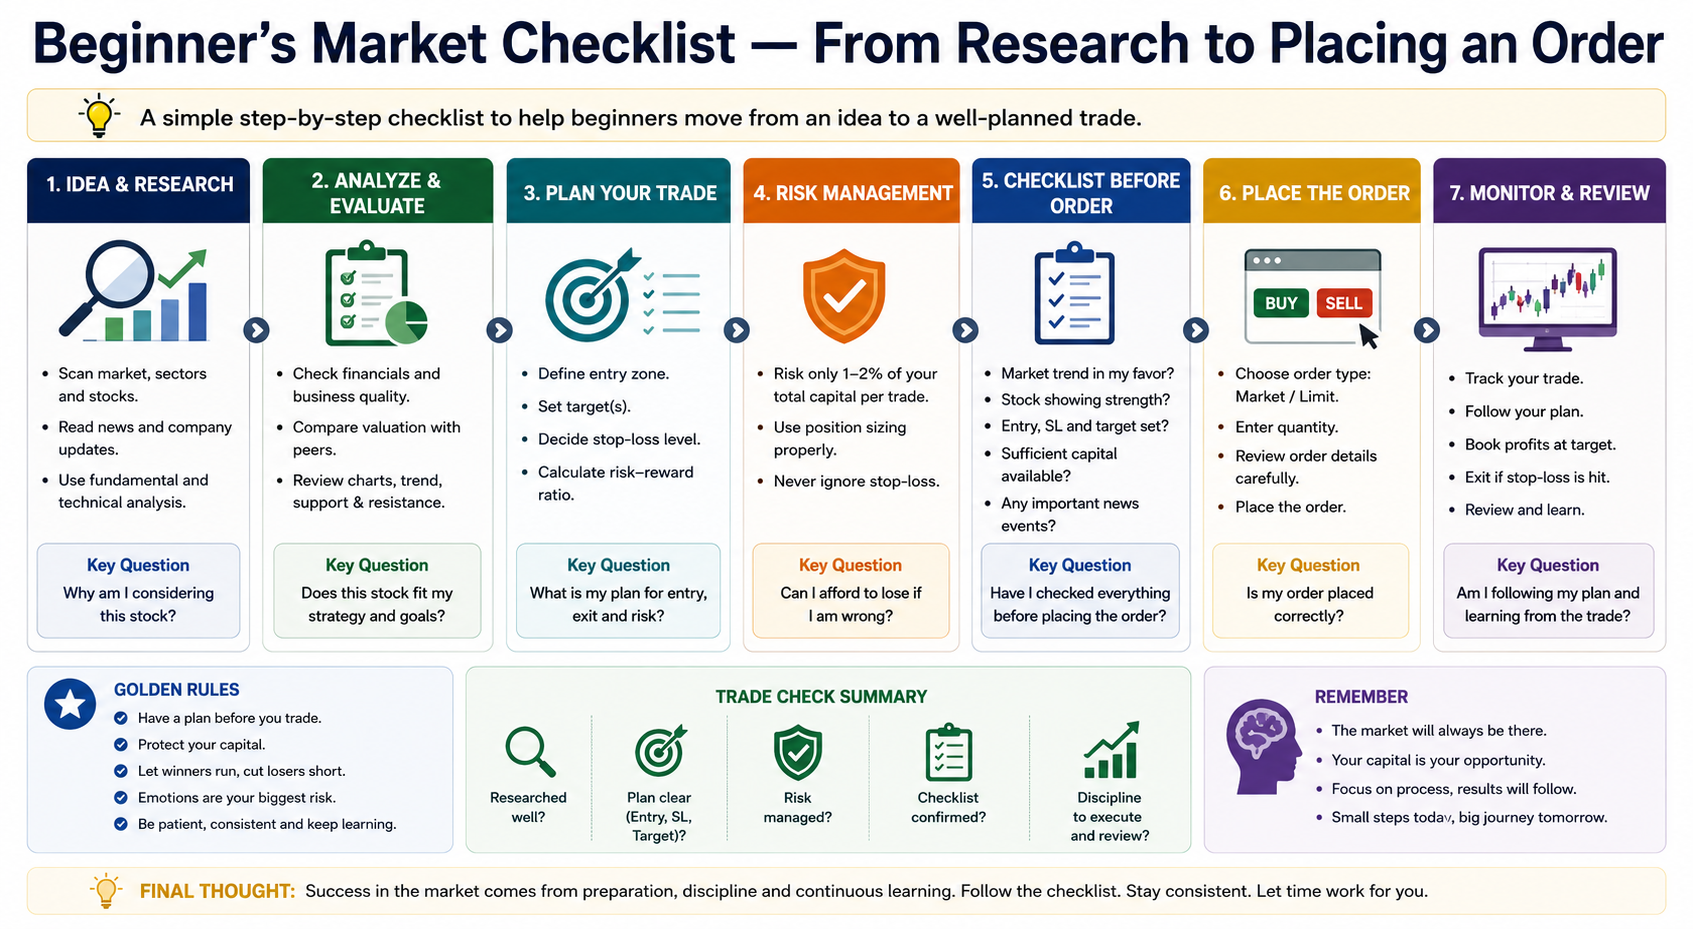 Beginner's Market Checklist — From Research to Placing an Order
A simple step-by-step checklist to help beginners move from an idea to a well-planned trade.
1. IDEA & RESEARCH
Scan market, sectors
and stocks.
Read news and company
updates.
Use fundamental and
technical analysis.
Key Question
Why am I considering
this stock?
2. ANALYZE &
EVALUATE
Check financials and
business quality.
Compare valuation with
peers.
Review charts, trend,
support & resistance.
Key Question
Does this stock fit my
strategy and goals?
3. PLAN YOUR TRADE
Define entry zone.
Set target(s).
Decide stop-loss level.
Calculate risk–reward
ratio.
Key Question
What is my plan for entry,
exit and risk?
4. RISK MANAGEMENT
Risk only 1–2% of your
total capital per trade.
Use position sizing
properly.
Never ignore stop-loss.
Key Question
Can I afford to lose if
I am wrong?
5. CHECKLIST BEFORE
ORDER
Market trend in my favor?
Stock showing strength?
Entry, SL and target set?
Sufficient capital
available?
Any important news
events?
Key Question
Have I checked everything
before placing the order?
6. PLACE THE ORDER
BUY SELL
Choose order type:
Market / Limit.
Enter quantity.
Review order details
carefully.
Place the order.
Key Question
Is my order placed
correctly?
7. MONITOR & REVIEW
Track your trade.
Follow your plan.
Book profits at target.
Exit if stop-loss is hit.
Review and learn.
Key Question
Am I following my plan and
learning from the trade?
GOLDEN RULES
Have a plan before you trade.
Protect your capital.
Let winners run, cut losers short.
Emotions are your biggest risk.
Be patient, consistent and keep learning.
TRADE CHECK SUMMARY
Researched
well?
Plan clear
(Entry, SL,
Target)?
Risk
managed?
Checklist
confirmed?
Discipline
to execute
and review?
REMEMBER
The market will always be there.
Your capital is your opportunity.
Focus on process, results will follow.
Small steps today, big journey tomorrow.
FINAL THOUGHT: Success in the market comes from preparation, discipline and continuous learning. Follow the checklist. Stay consistent. Let time work for you.